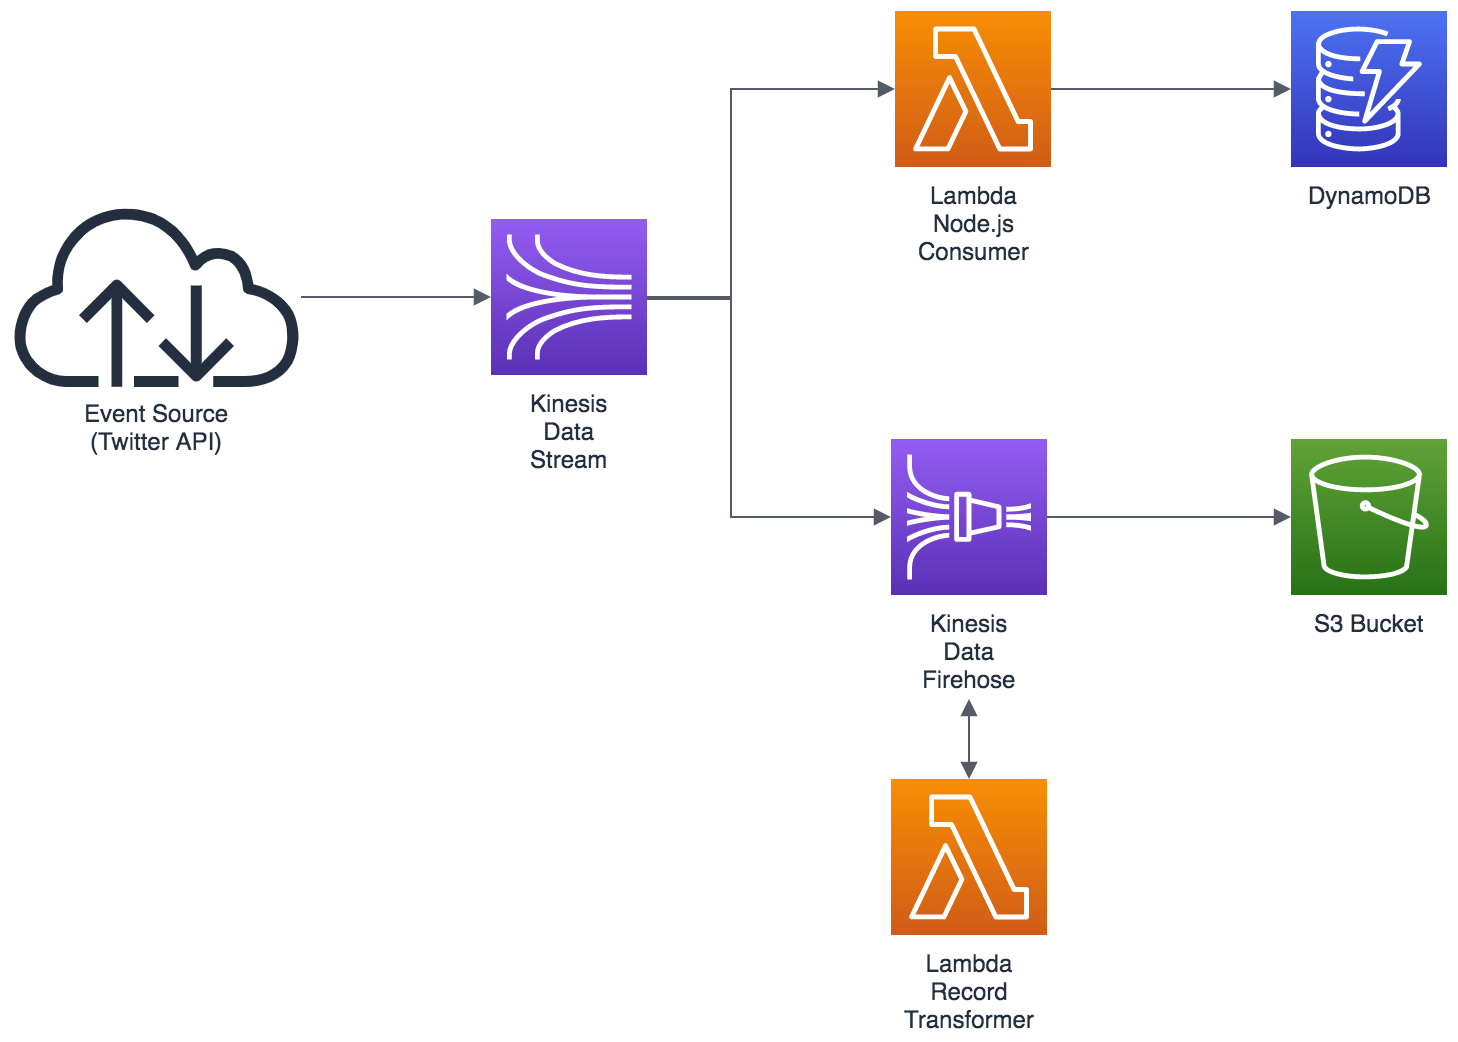 Lambda
Node.js
Consumer
DynamoDB
Event Source
(Twitter API)
Kinesis
Data
Stream
Kinesis
Data
Firehose
S3 Bucket
Lambda
Record
Transformer